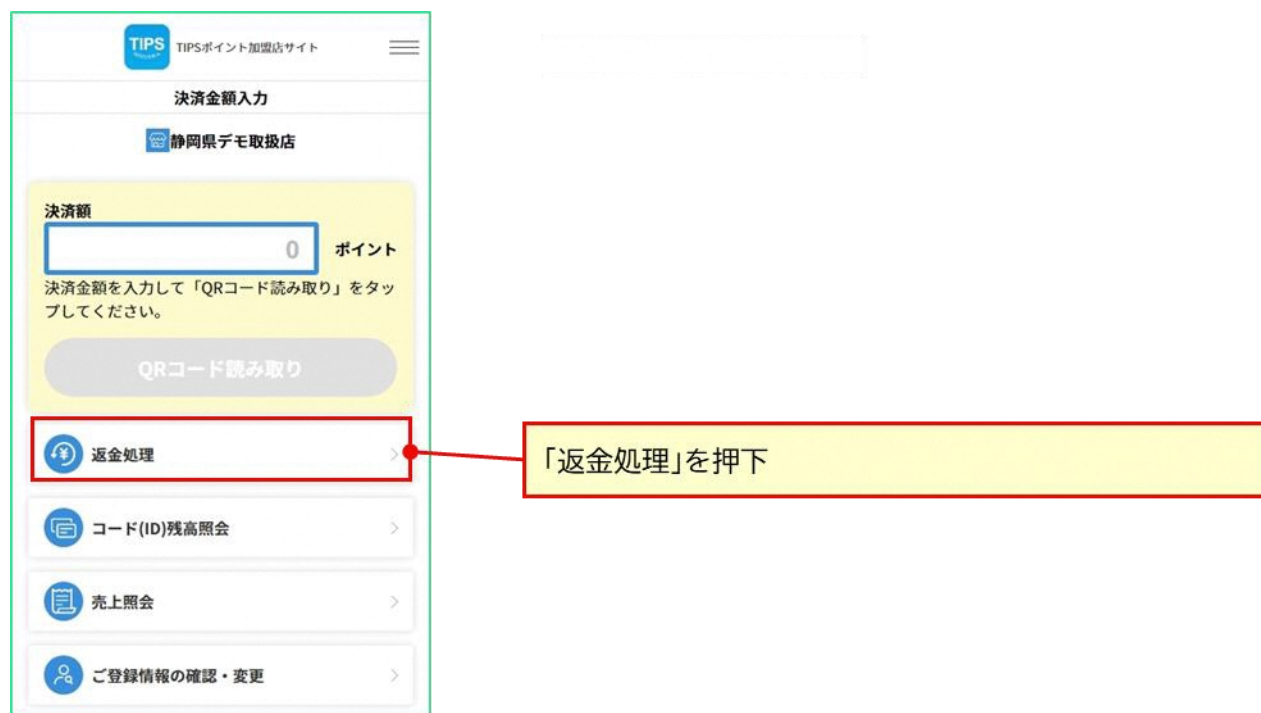 TIPS
TIPSポイント加盟店サイト
決済金額入力
静岡県デモ取扱店
決済額
0 ポイント
決済金額を入力して「QRコード読み取り」をタッ
プしてください。
QRコード読み取り
返金処理
「返金処理」を押下
コード(ID)残高照会
売上照会
ご登録情報の確認・変更